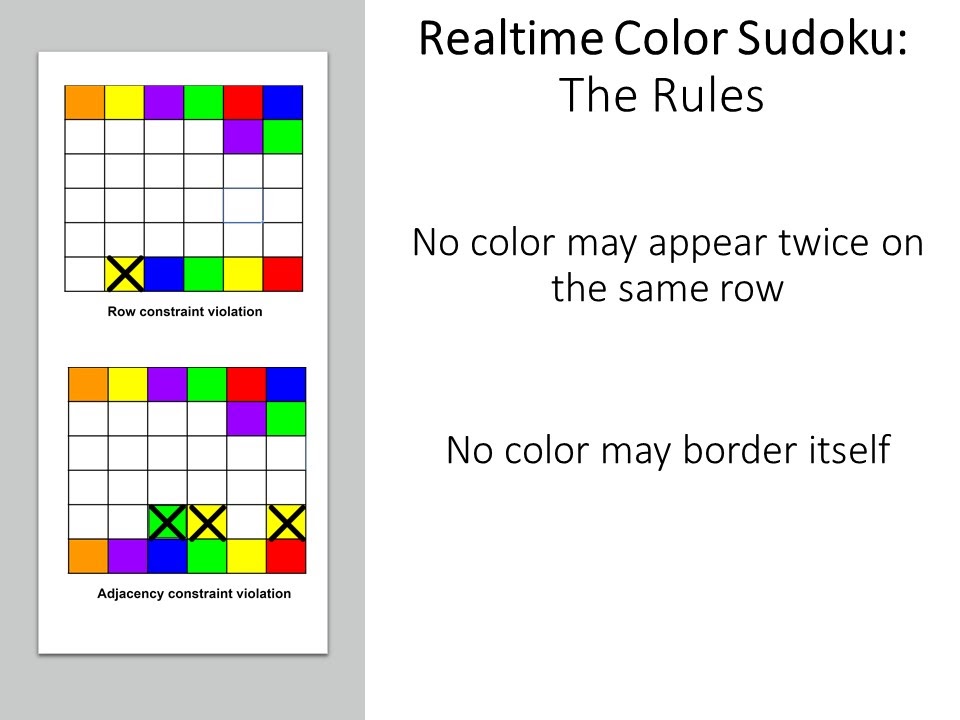 Realtime Color Sudoku:
The Rules
No color may appear twice on
the same row
Row constraint violation
No color may border itself
Adjacency constraint violation